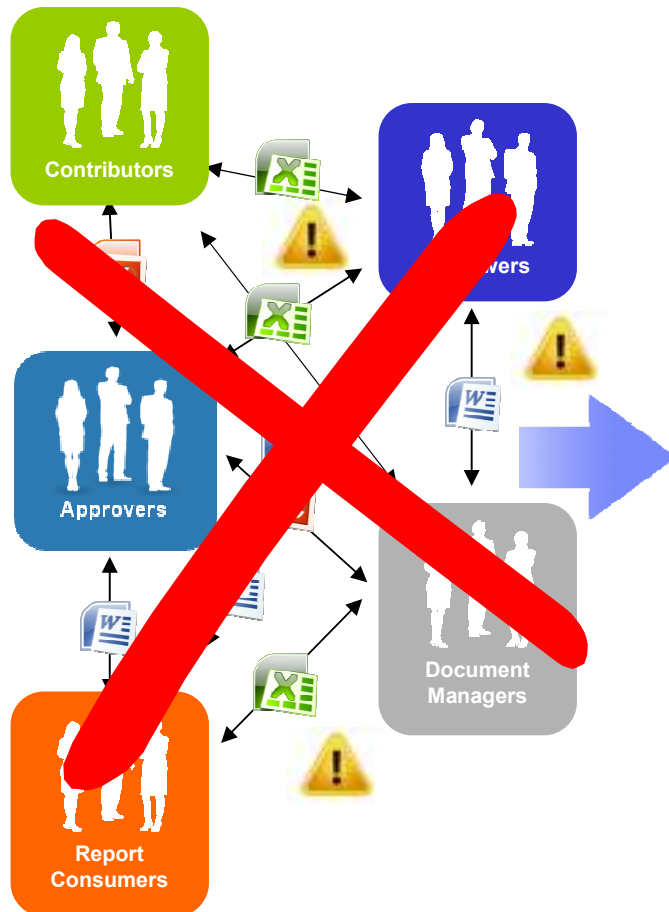 Contributors
Approvers
Document
Managers
Report
Consumers